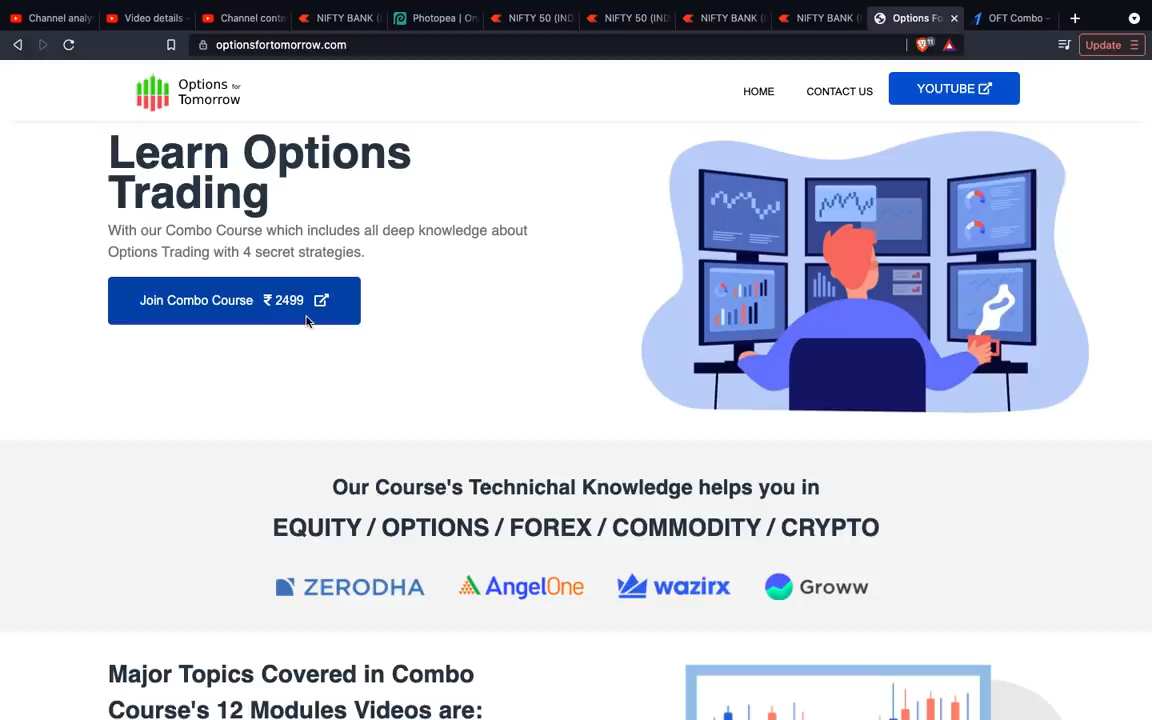 Channel analy
Video details -
Channel conte
NIFTY BANK (
Photopea | On
NIFTY 50 (IND
NIFTY 50 (IND
NIFTY BANK (
NIFTY BANK (
Options Fo
OFT Combo -
optionsfortomorrow.com
11
Update
Options for
Tomorrow
HOME
CONTACT US
YOUTUBE
Learn Options
Trading
With our Combo Course which includes all deep knowledge about
Options Trading with 4 secret strategies.
Join Combo Course ₹ 2499
Our Course's Technichal Knowledge helps you in
EQUITY / OPTIONS / FOREX / COMMODITY / CRYPTO
ZERODHA
AngelOne
wazirx
Groww
Major Topics Covered in Combo
Course's 12 Modules Videos are: